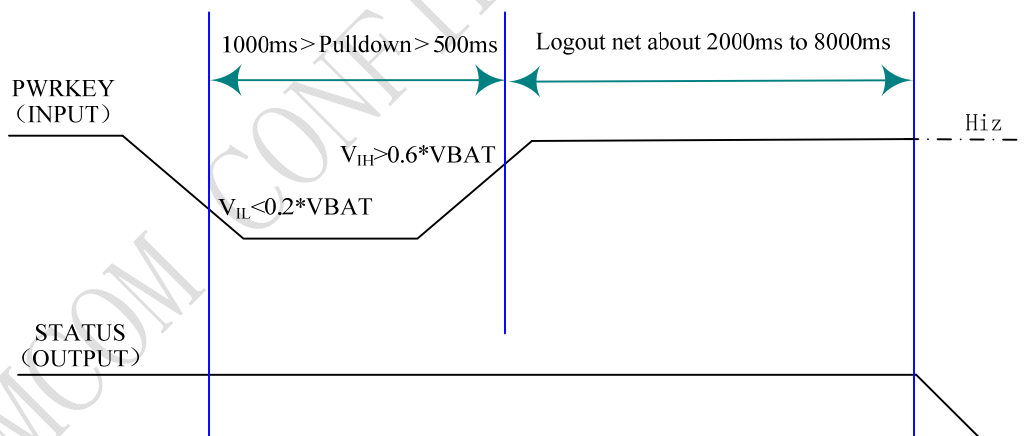 1000ms>Pulldown>500ms
Logout net about 2000ms to 8000ms
PWRKEY
（INPUT）
Hiz
VIH>0.6*VBAT
VIL<0.2*VBAT
STATUS
（OUTPUT）